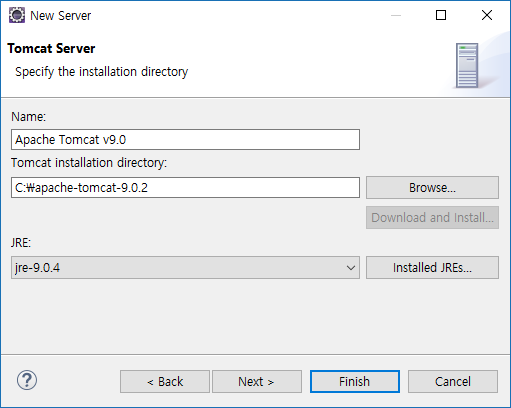 New Server
Tomcat Server
Specify the installation directory
Name:
Apache Tomcat v9.0
Tomcat installation directory:
C:₩apache-tomcat-9.0.2
Browse...
Download and Install...
JRE:
jre-9.0.4
Installed JREs...
?
< Back
Next >
Finish
Cancel